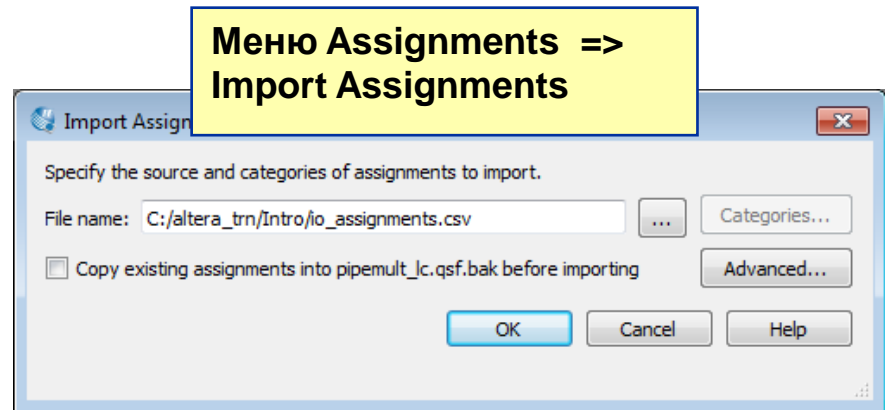 Меню Assignments =>
Import Assignments
Import Assign
Specify the source and categories of assignments to import.
File name: C:/altera_trn/Intro/io_assignments.csv ... Categories...
Copy existing assignments into pipemult_lc.qsf.bak before importing Advanced...
OK Cancel Help